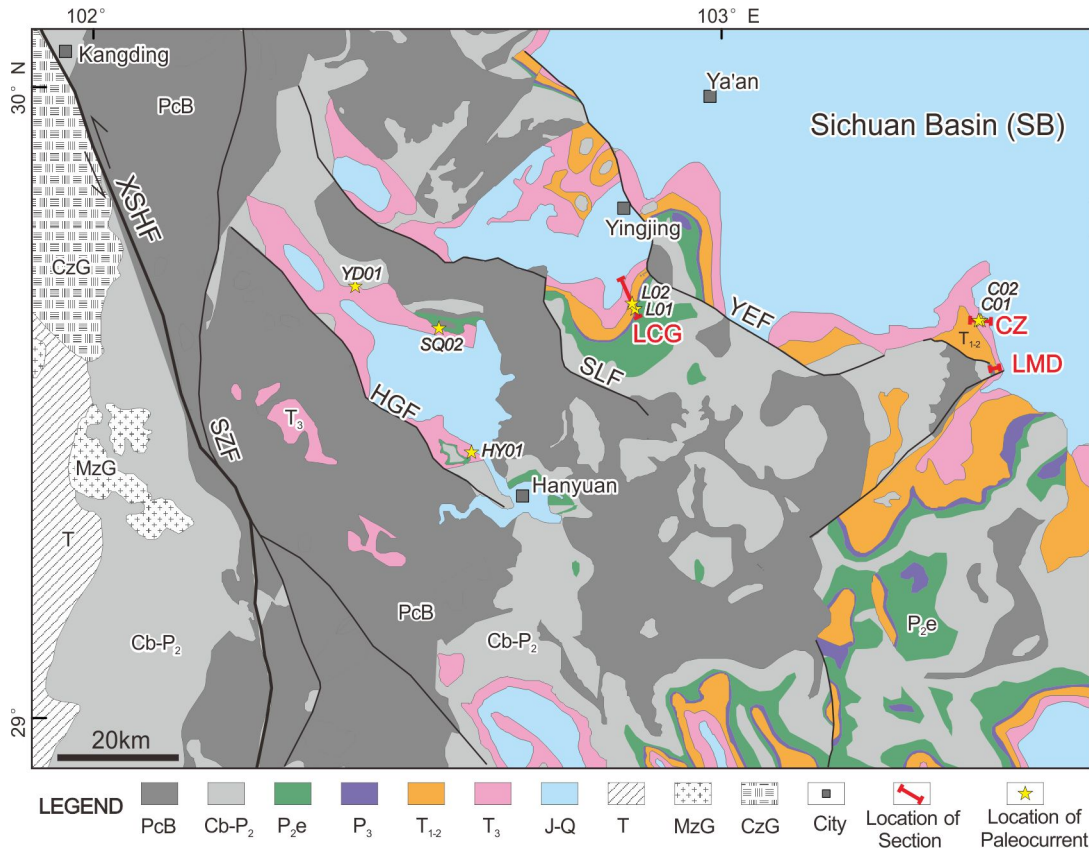 102°
103° E
30° N
29°
Kangding
PcB
Ya'an
Sichuan Basin (SB)
XSHF
Yingjing
CzG
YD01
L02
L01
C02
C01
CZ
LCG
YEF
T₁₋₂
SQ02
LMD
SLF
HGF
T₃
SZF
HY01
MzG
Hanyuan
T
PcB
P₂e
Cb-P₂
Cb-P₂
20km
LEGEND
PcB
Cb-P₂
P₂e
P₃
T₁₋₂
T₃
J-Q
T
MzG
CzG
City
Location of
Section
Location of
Paleocurrent